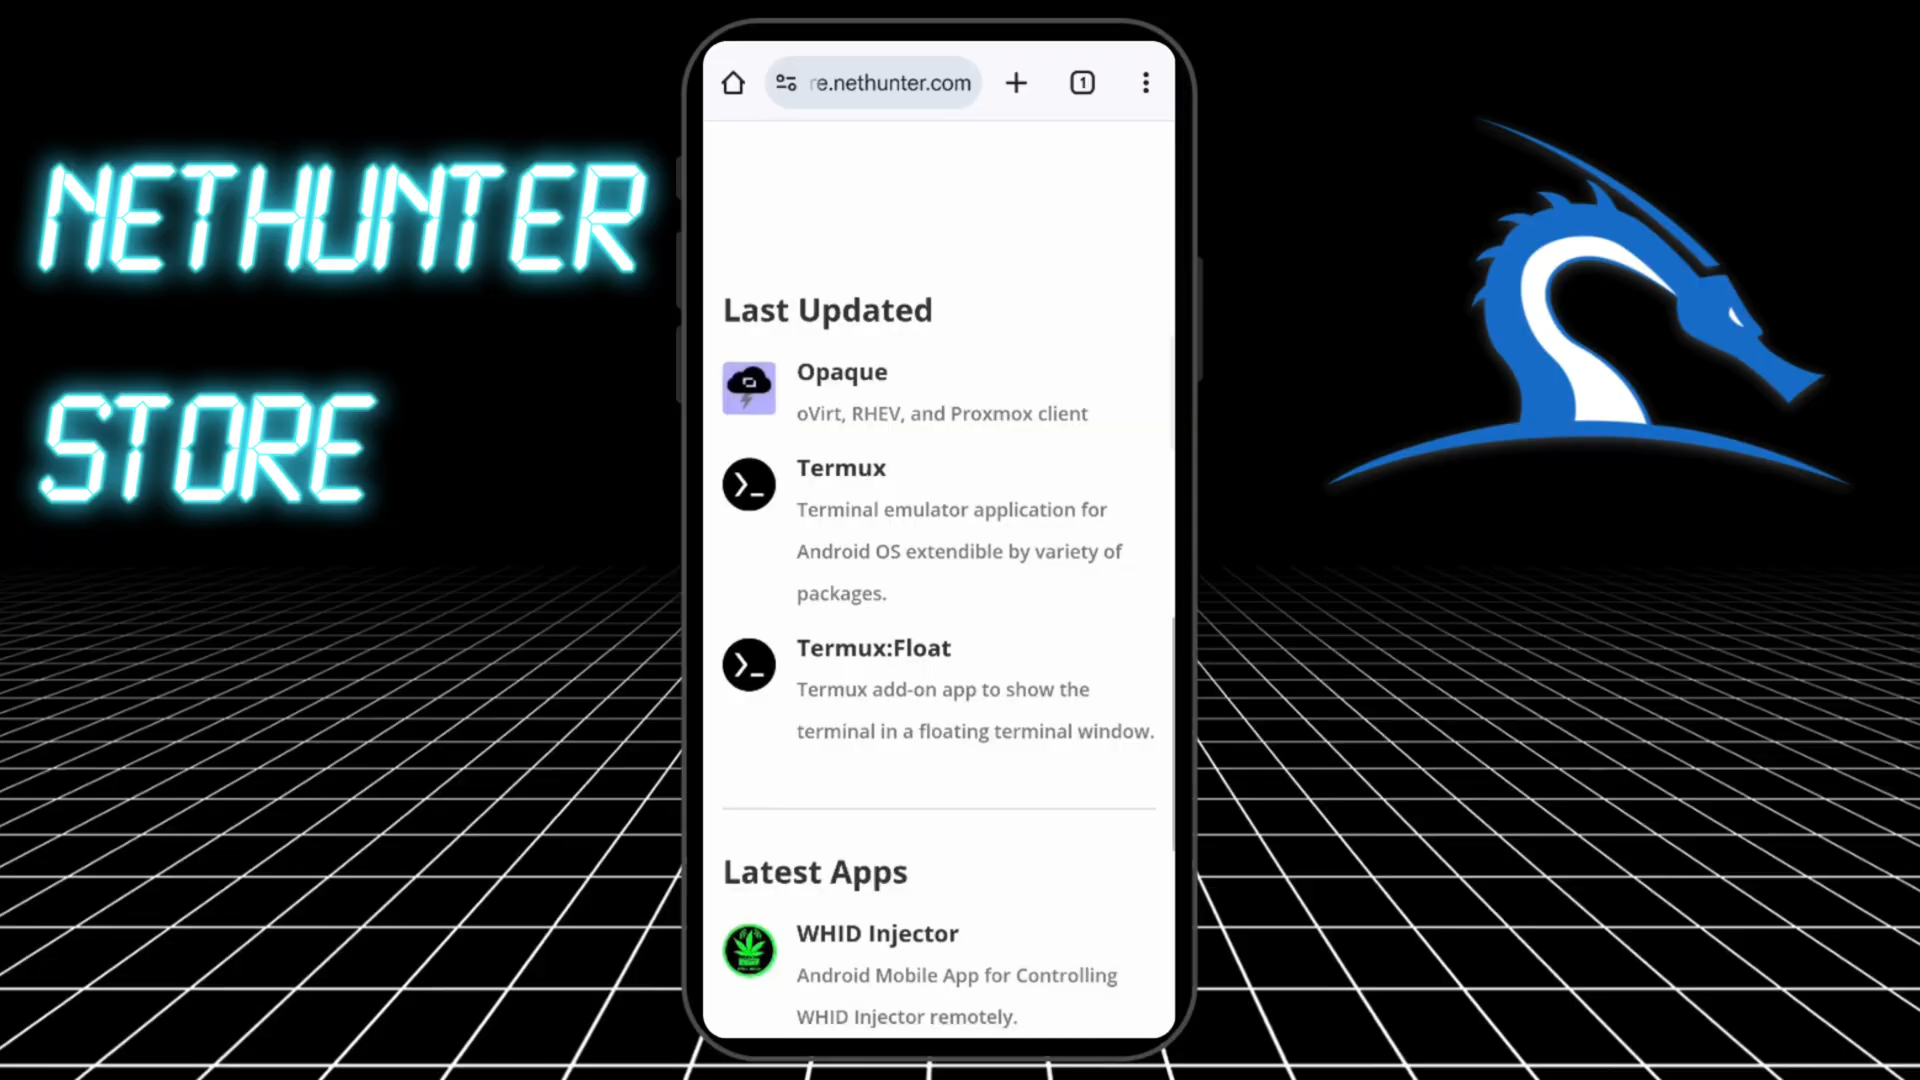 NETHUNTER
STORE
re.nethunter.com
1
Last Updated
Opaque
oVirt, RHEV, and Proxmox client
Termux
Terminal emulator application for
Android OS extendible by variety of
packages.
Termux:Float
Termux add-on app to show the
terminal in a floating terminal window.
Latest Apps
WHID Injector
Android Mobile App for Controlling
WHID Injector remotely.